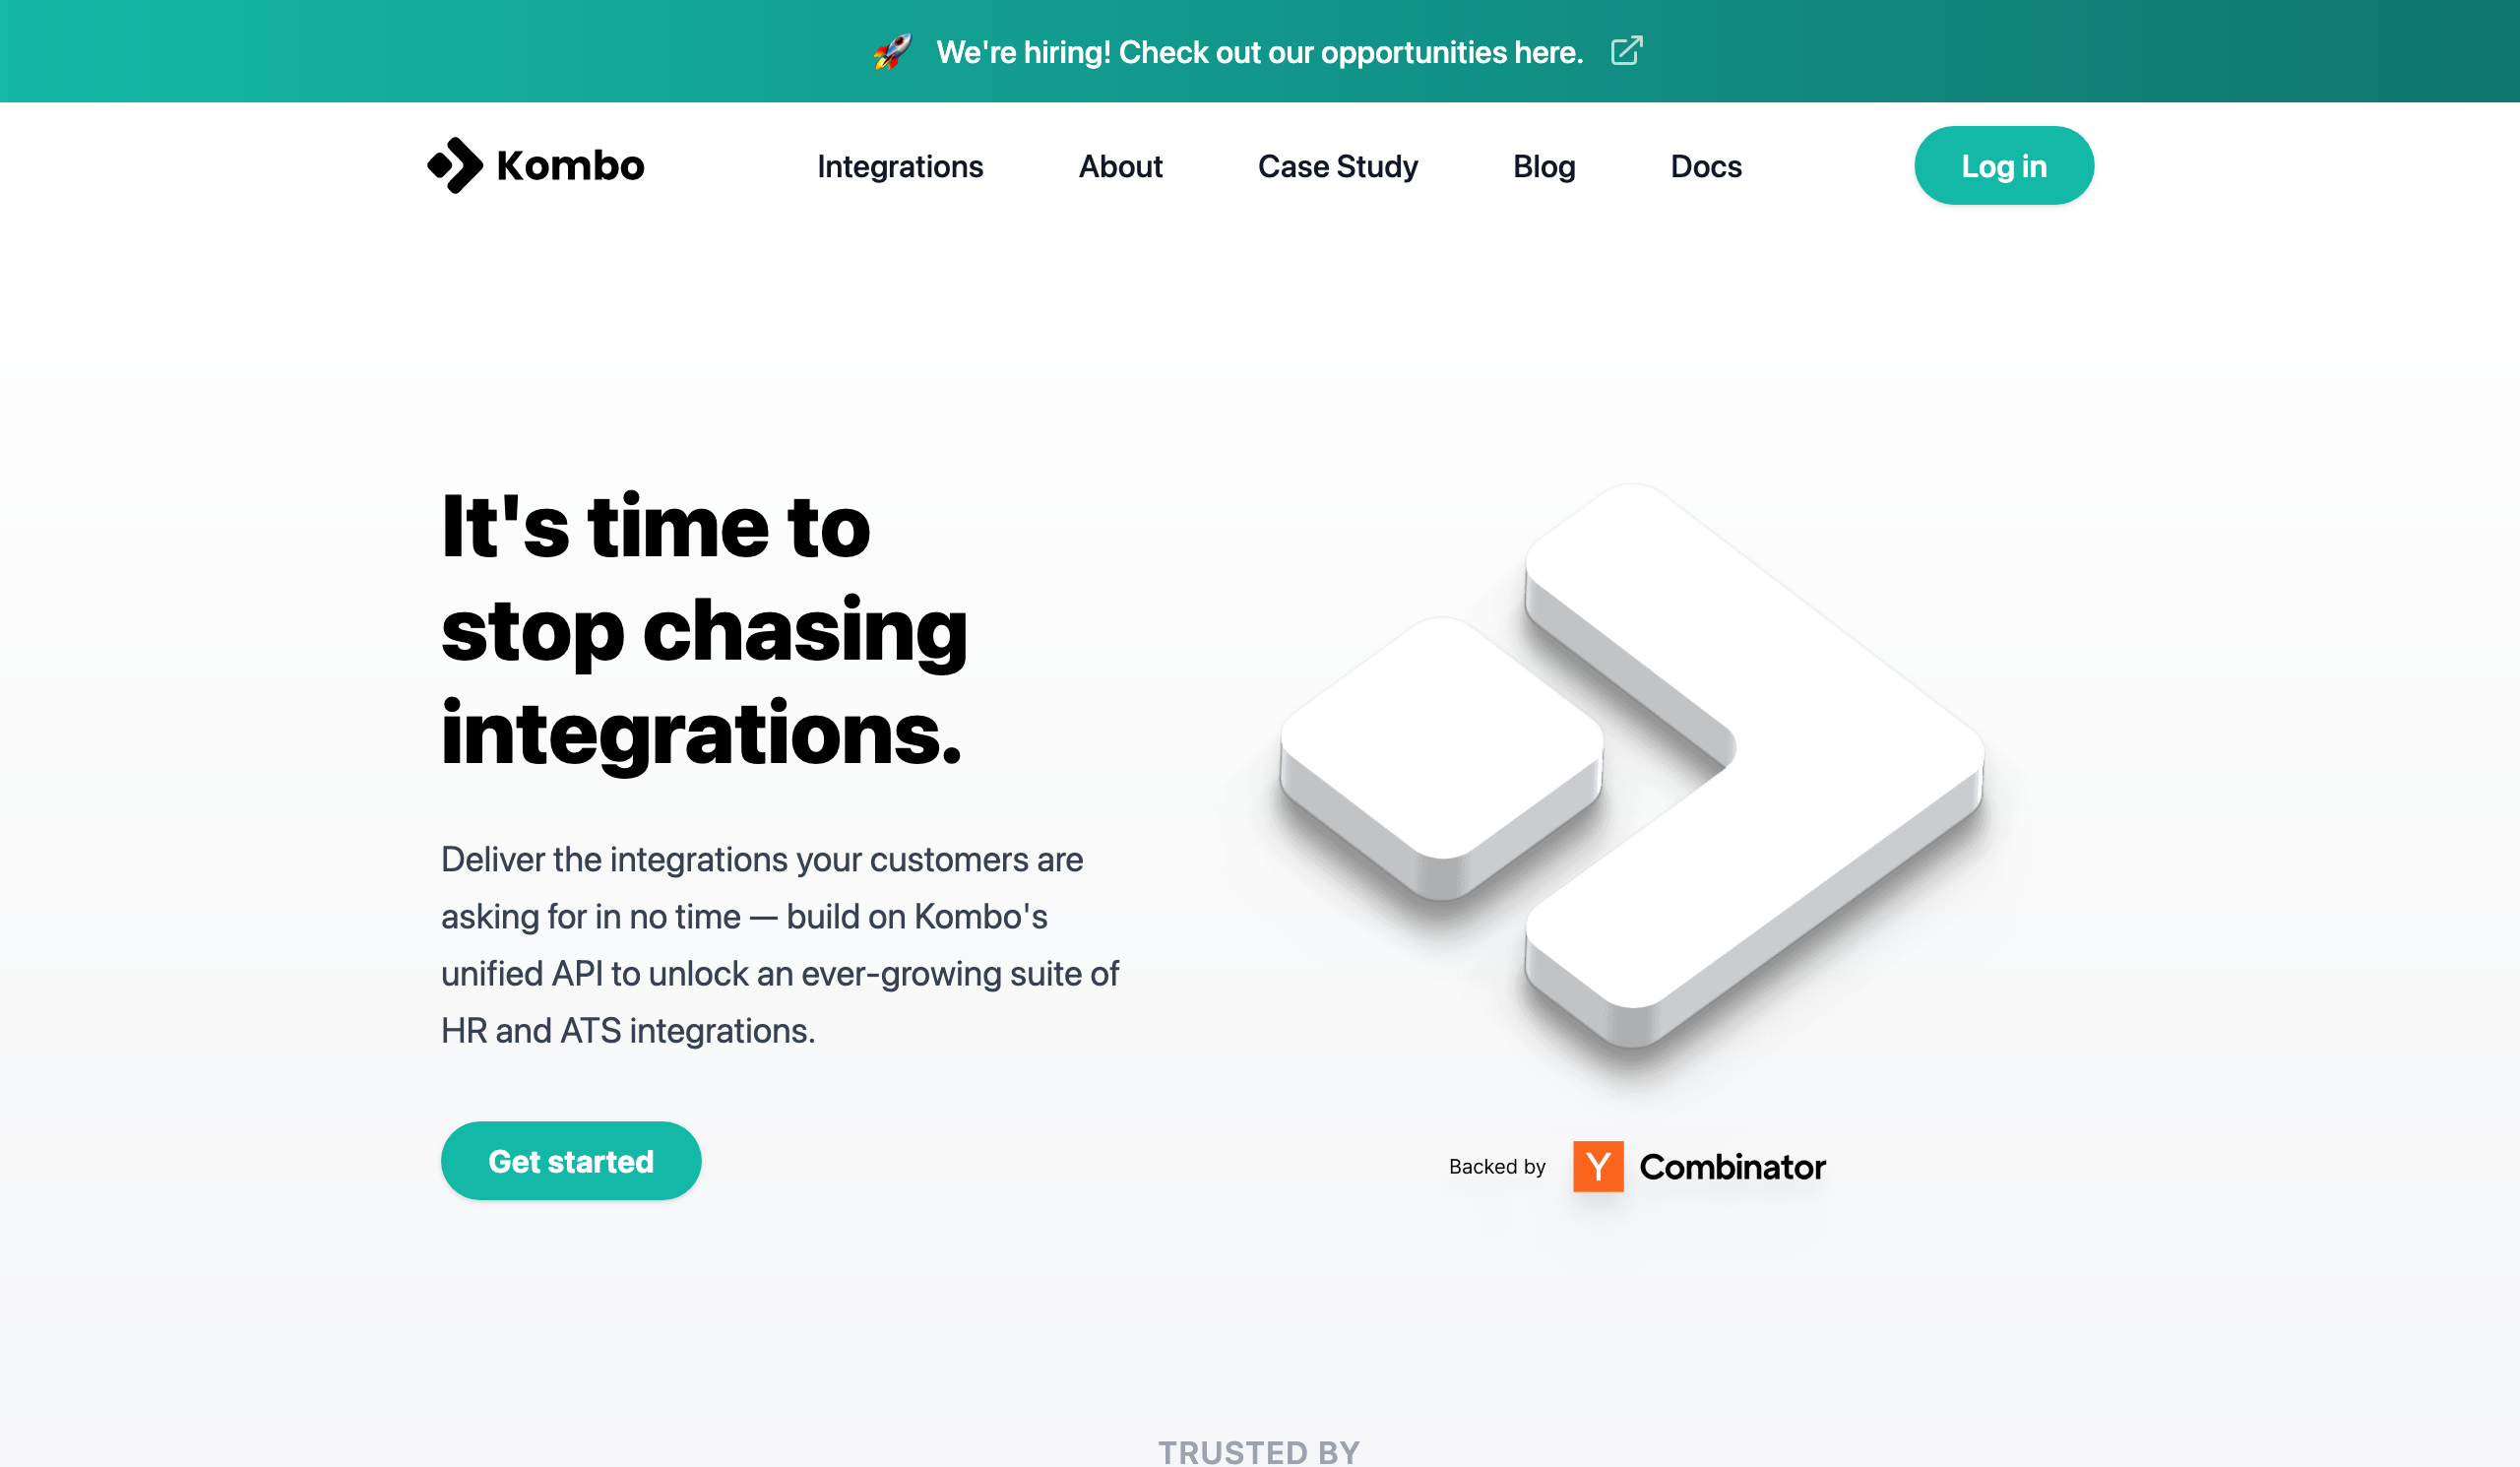 🚀 We're hiring! Check out our opportunities here.
Kombo
Integrations
About
Case Study
Blog
Docs
Log in
It's time to
stop chasing
integrations.
Deliver the integrations your customers are
asking for in no time — build on Kombo's
unified API to unlock an ever-growing suite of
HR and ATS integrations.
Get started
Backed by Y Combinator
TRUSTED BY